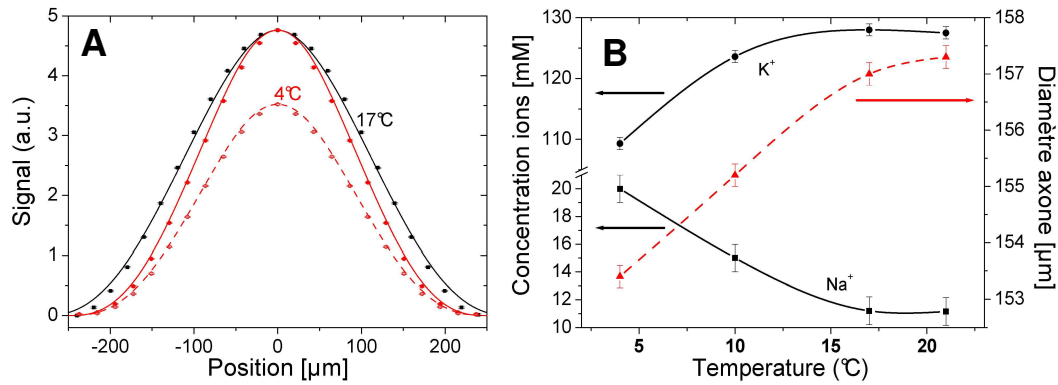 A
Signal (a.u.)
5
4
3
2
1
0
4°C
17°C
-200
-100
0
100
200
Position [µm]
B
Concentration ions [mM]
130
120
110
20
18
16
14
12
10
K+
Na+
5
10
15
20
Temperature (°C)
158
157
156
155
154
153
Diamètre axone [µm]